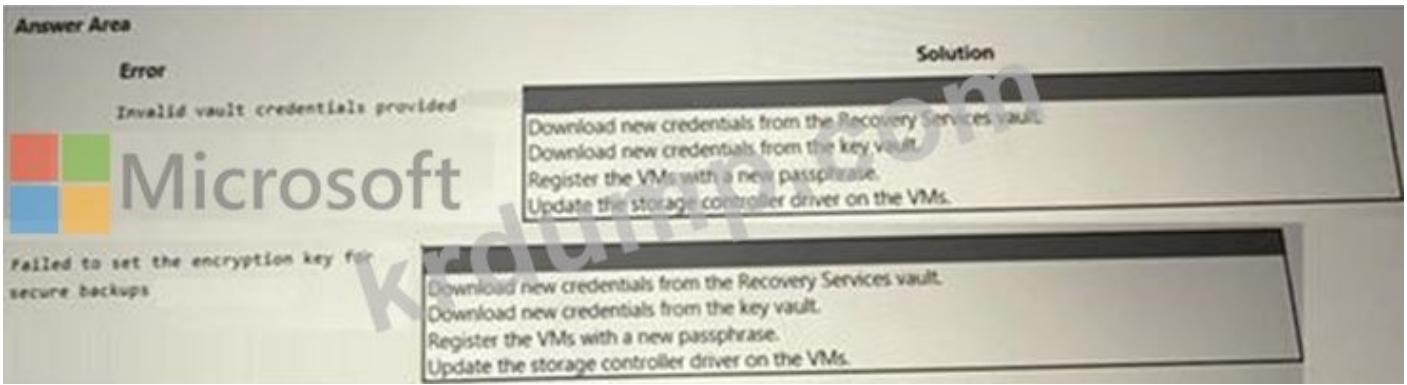 Answer Area
Error
Solution
Invalid vault credentials provided
Download new credentials from the Recovery Services vault.
Download new credentials from the key vault.
Register the VMs with a new passphrase.
Update the storage controller driver on the VMs.
Microsoft
krdump.com
Failed to set the encryption key for
secure backups
Download new credentials from the Recovery Services vault.
Download new credentials from the key vault.
Register the VMs with a new passphrase.
Update the storage controller driver on the VMs.